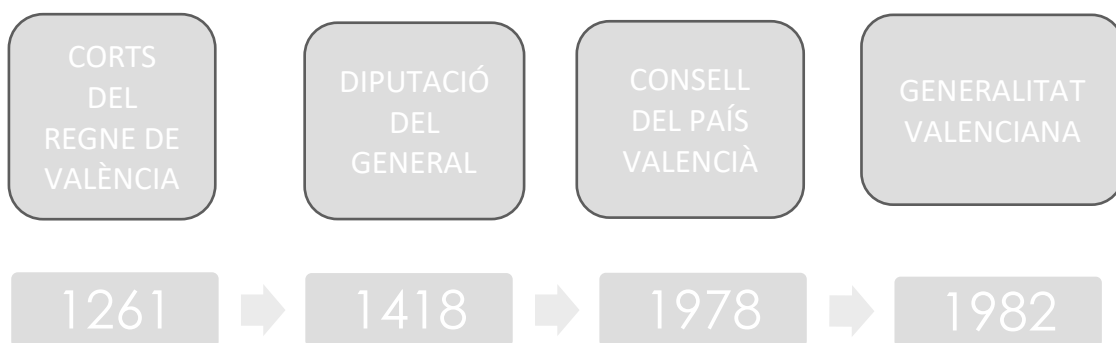 CORTS
DEL
REGNE DE
VALÈNCIA
DIPUTACIÓ
DEL
GENERAL
CONSELL
DEL PAÍS
VALENCIÀ
GENERALITAT
VALENCIANA
1261
1418
1978
1982